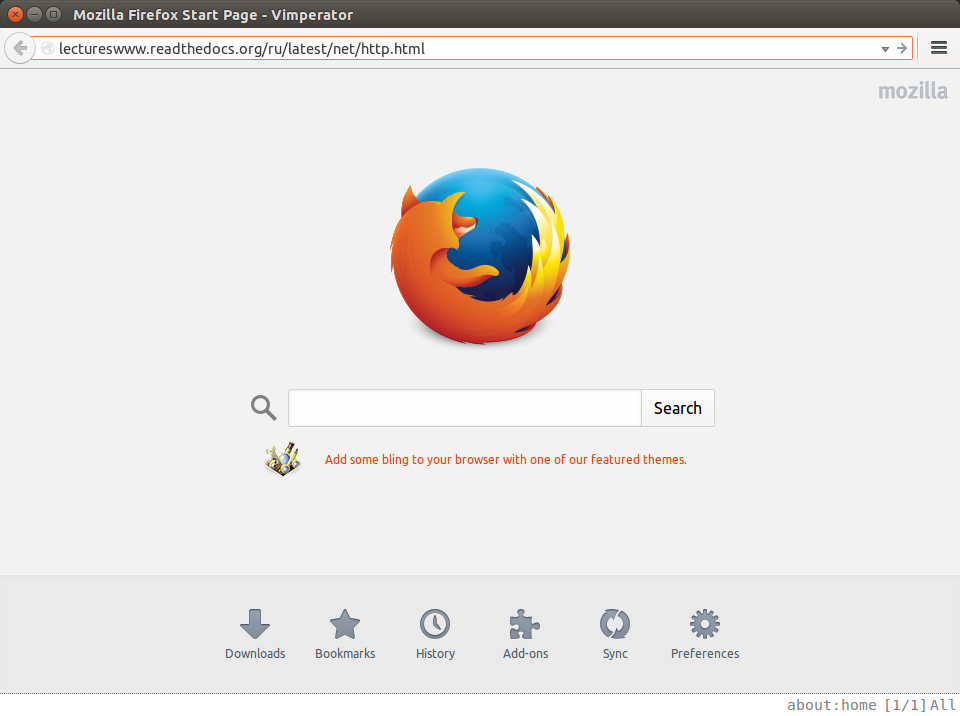 Mozilla Firefox Start Page - Vimperator
lectureswww.readthedocs.org/ru/latest/net/http.html
mozilla
Search
Add some bling to your browser with one of our featured themes.
Downloads Bookmarks History Add-ons Sync Preferences
about:home [1/1] All